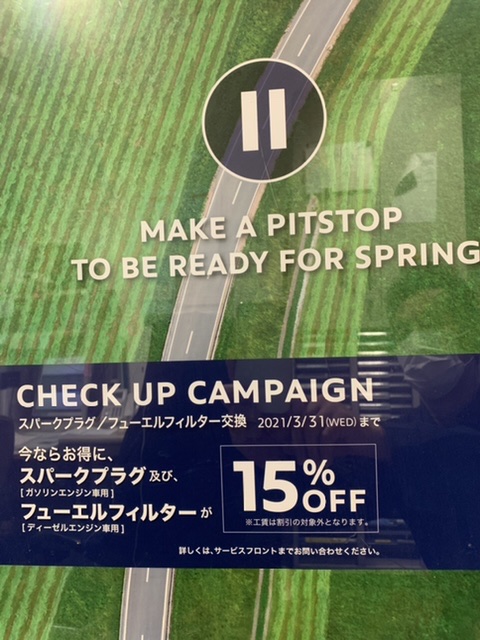 MAKE A PITSTOP
TO BE READY FOR SPRING
CHECK UP CAMPAIGN
スパークプラグ／フューエルフィルター交換 2021/3/31(WED)まで
今ならお得に、
スパークプラグ及び、
[ガソリンエンジン車用]
フューエルフィルターが
[ディーゼルエンジン車用]
15%OFF
※工賃は割引の対象外となります。
詳しくは、サービスフロントまでお問い合わせください。